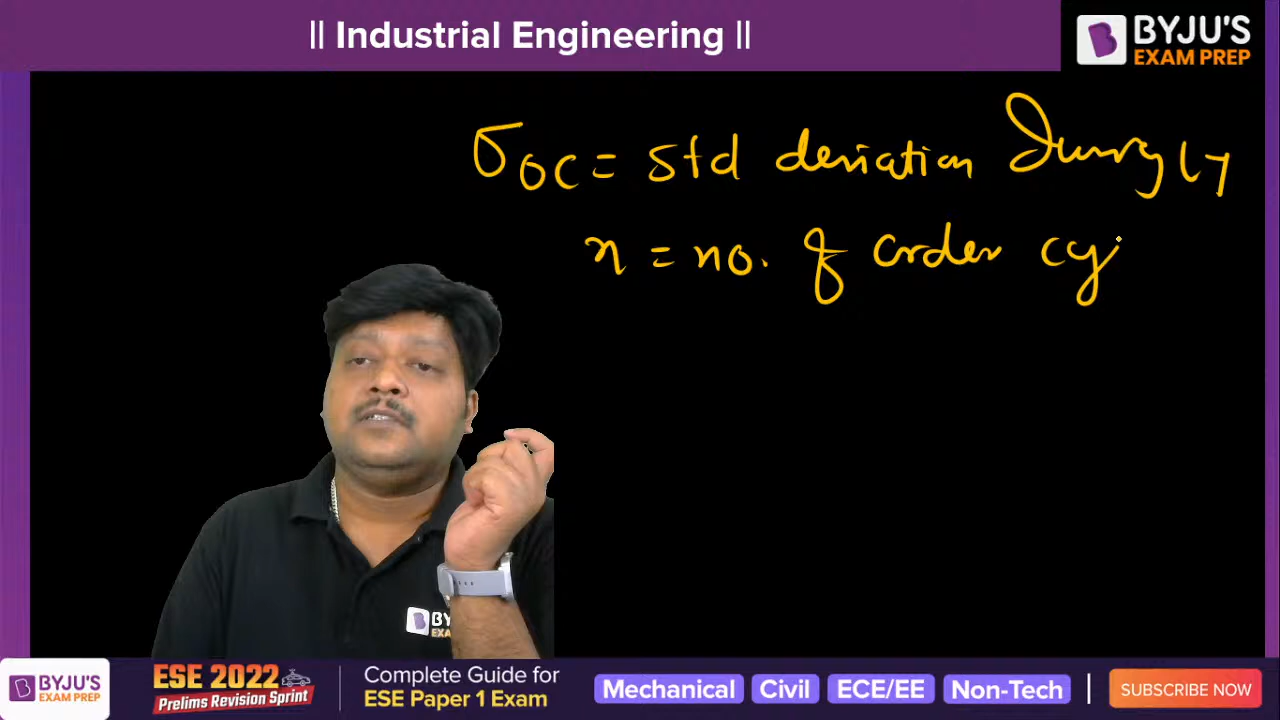 || Industrial Engineering ||
BYJU'S
EXAM PREP
σOC = Std deviation During LT
n = no. of order cy
BYJU'S
EXAM PREP
ESE 2022
Prelims Revision Sprint
Complete Guide for
ESE Paper 1 Exam
Mechanical
Civil
ECE/EE
Non-Tech
SUBSCRIBE NOW